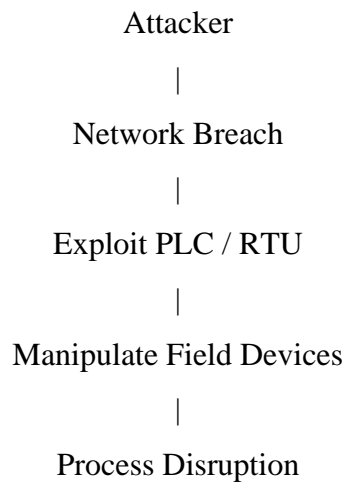 Attacker
|
Network Breach
|
Exploit PLC / RTU
|
Manipulate Field Devices
|
Process Disruption